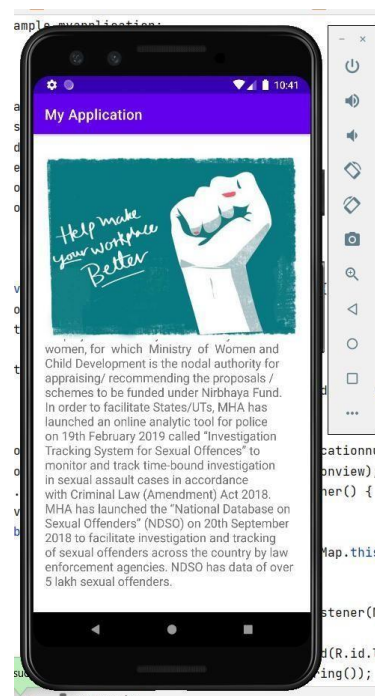 ample.myapplication;
10:41
My Application
Help make
your workplace
Better
women, for which Ministry of Women and
Child Development is the nodal authority for
appraising/ recommending the proposals /
schemes to be funded under Nirbhaya Fund.
In order to facilitate States/UTs, MHA has
launched an online analytic tool for police
on 19th February 2019 called “Investigation
Tracking System for Sexual Offences” to
monitor and track time-bound investigation
in sexual assault cases in accordance
with Criminal Law (Amendment) Act 2018.
MHA has launched the “National Database on
Sexual Offenders” (NDSO) on 20th September
2018 to facilitate investigation and tracking
of sexual offenders across the country by law
enforcement agencies. NDSO has data of over
5 lakh sexual offenders.
cationnu
onview)
ner() {
Map.this
stener(N
d(R.id.l
ring());